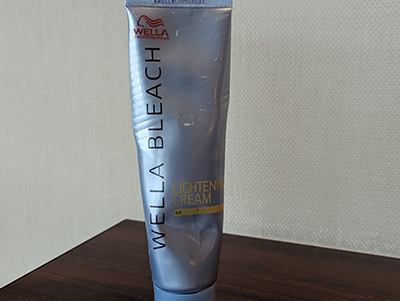 WELLA
PROFESSIONALS
WELLA BLEACH
LIGHTENIN
CREAM